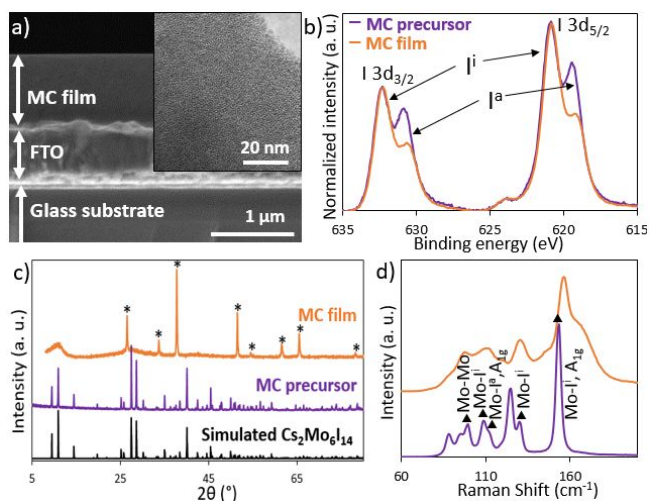 a)
MC film
FTO
Glass substrate
20 nm
1 µm
b)
MC precursor
MC film
I 3d5/2
I 3d3/2
Iⁱ
Iᵃ
Normalized intensity (a. u.)
635 630 625 620 615
Binding energy (eV)
c)
* * * * * * * *
MC film
MC precursor
Simulated Cs₂Mo₆I₁₄
Intensity (a. u.)
5 25 45 65
2θ (°)
d)
Mo-Mo
Mo-Iⁱ
Mo-Iᵃ, A1g
Mo-Iⁱ
Mo-Iⁱ, A1g
Intensity (a. u.)
60 110 160
Raman Shift (cm⁻¹)